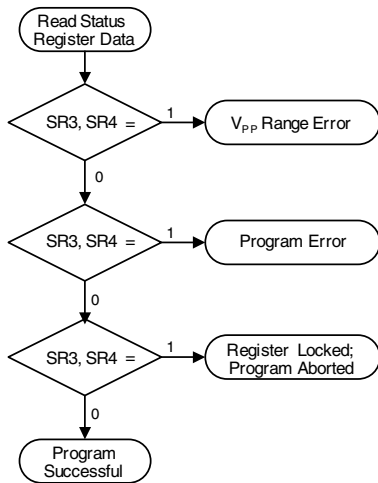 Read Status
Register Data
SR3, SR4 =
1
V_PP Range Error
0
SR3, SR4 =
1
Program Error
0
SR3, SR4 =
1
Register Locked;
Program Aborted
0
Program
Successful